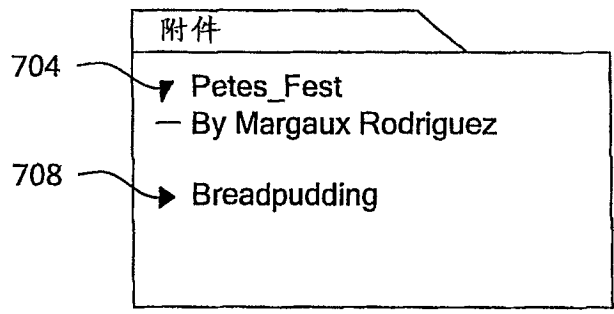 附件
704
Petes_Fest
— By Margaux Rodriguez
708
Breadpudding